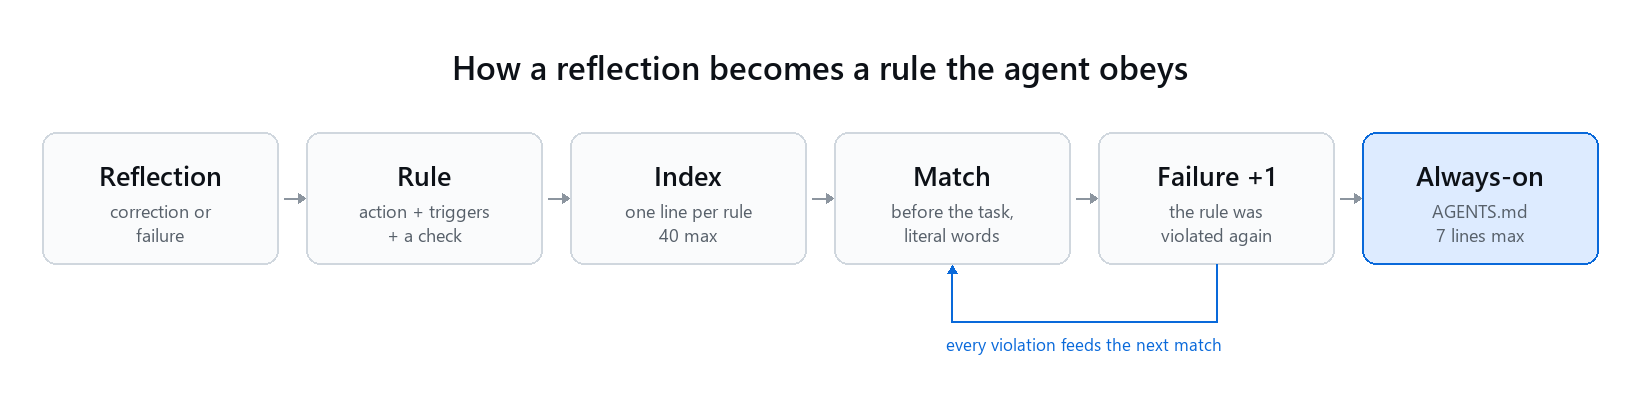 How a reflection becomes a rule the agent obeys
Reflection
correction or
failure
Rule
action + triggers
+ a check
Index
one line per rule
40 max
Match
before the task,
literal words
Failure +1
the rule was
violated again
Always-on
AGENTS.md
7 lines max
every violation feeds the next match